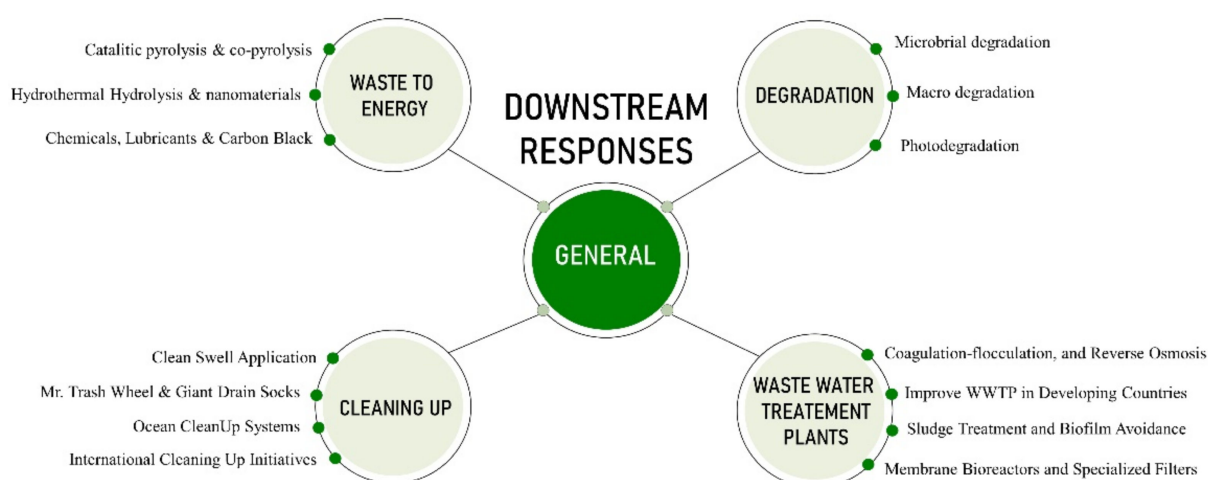 DOWNSTREAM
RESPONSES
GENERAL
WASTE TO
ENERGY
Catalitic pyrolysis & co-pyrolysis
Hydrothermal Hydrolysis & nanomaterials
Chemicals, Lubricants & Carbon Black
DEGRADATION
Microbrial degradation
Macro degradation
Photodegradation
CLEANING UP
Clean Swell Application
Mr. Trash Wheel & Giant Drain Socks
Ocean CleanUp Systems
International Cleaning Up Initiatives
WASTE WATER
TREATEMENT
PLANTS
Coagulation-flocculation, and Reverse Osmosis
Improve WWTP in Developing Countries
Sludge Treatment and Biofilm Avoidance
Membrane Bioreactors and Specialized Filters